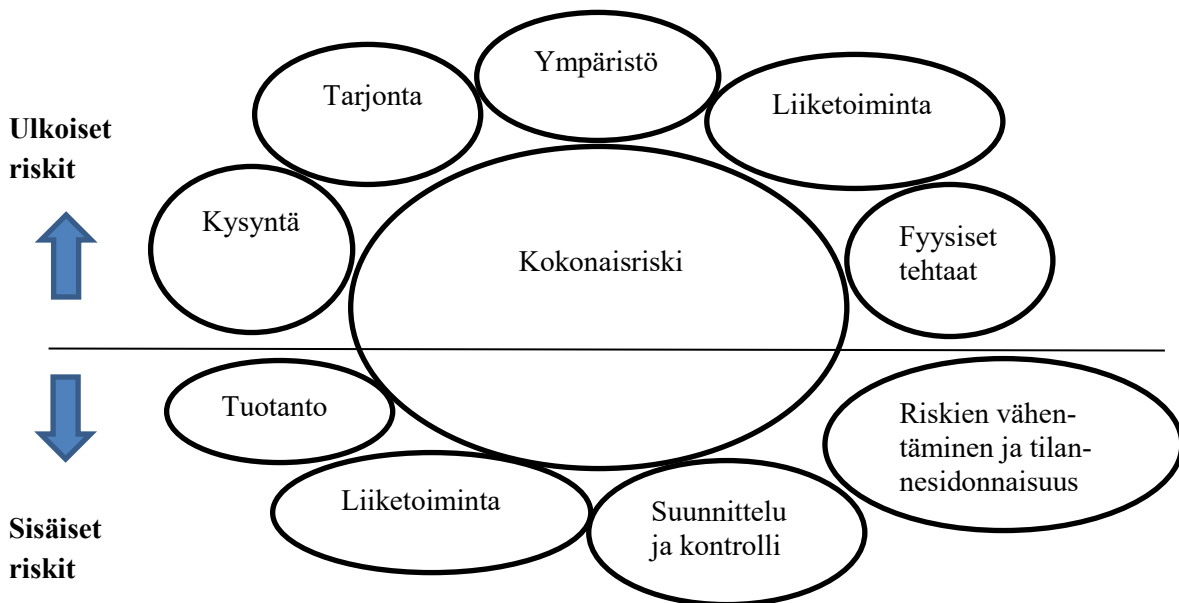 Ympäristö
Tarjonta
Liiketoiminta
Ulkoiset
riskit
Kysyntä
Fyysiset
tehtaat
Kokonaisriski
Tuotanto
Riskien vähen-
täminen ja tilan-
nesidonnaisuus
Liiketoiminta
Suunnittelu
ja kontrolli
Sisäiset
riskit